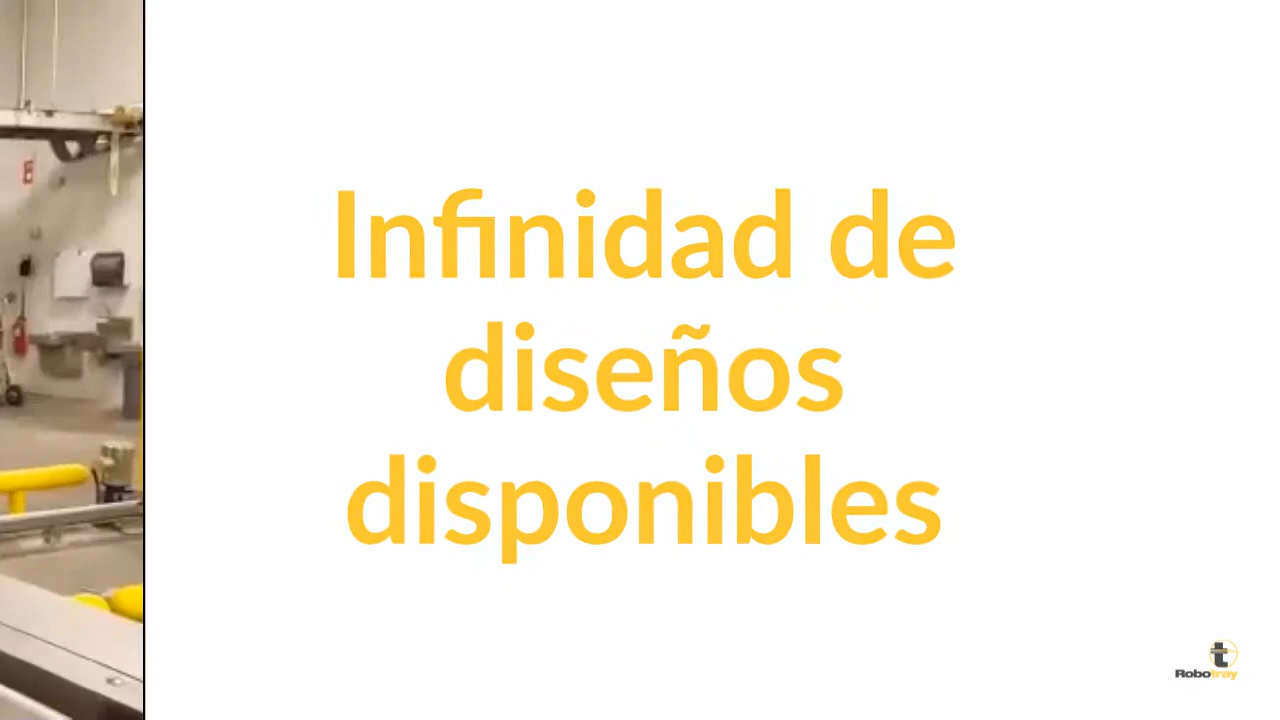 Infinidad de
diseños
disponibles
t
Robotray